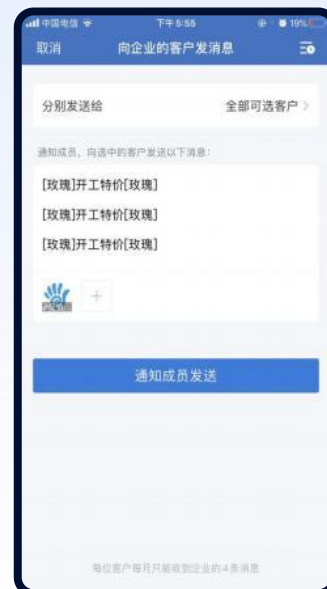 中国电信 下午 5:55 19%
取消 向企业的客户发消息
分别发送给 全部可选客户
通知成员，向选中的客户发送以下消息：
[玫瑰]开工特价[玫瑰]
[玫瑰]开工特价[玫瑰]
[玫瑰]开工特价[玫瑰]
通知成员发送
每位客户每月只能收到企业的4条消息